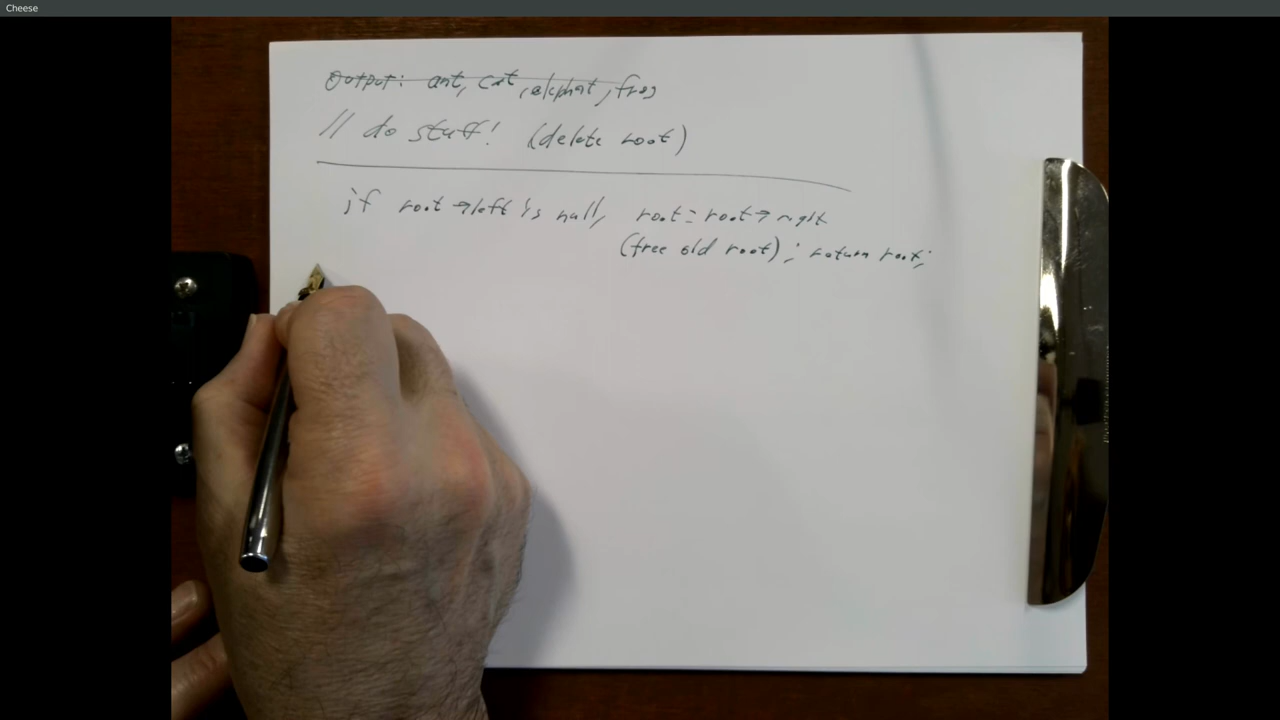 Cheese
Output: ant, cat, elephat, frog
// do stuff! (delete root)
if root→left is null, root = root→right
(free old root); return root;